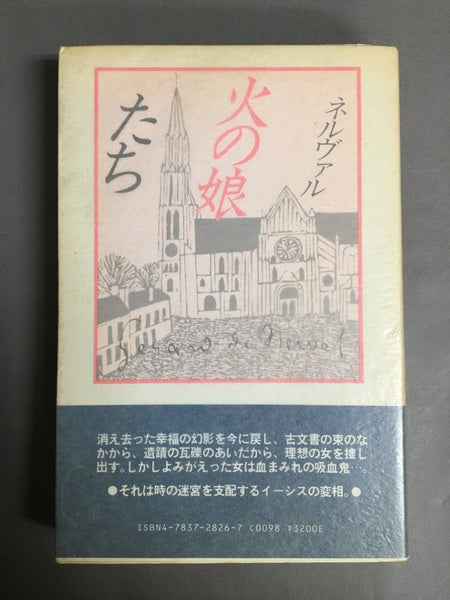 ネルヴァル
火の娘
たち
gérard de Nerval
消え去った幸福の幻影を今に戻し、古文書の束のな
かから、遺蹟の瓦礫のあいだから、理想の女を捜し
出す。しかしよみがえった女は血まみれの吸血鬼…。
●それは時の迷宮を支配するイーシスの変相。●
ISBN4-7837-2826-7 C0098 ¥3200E